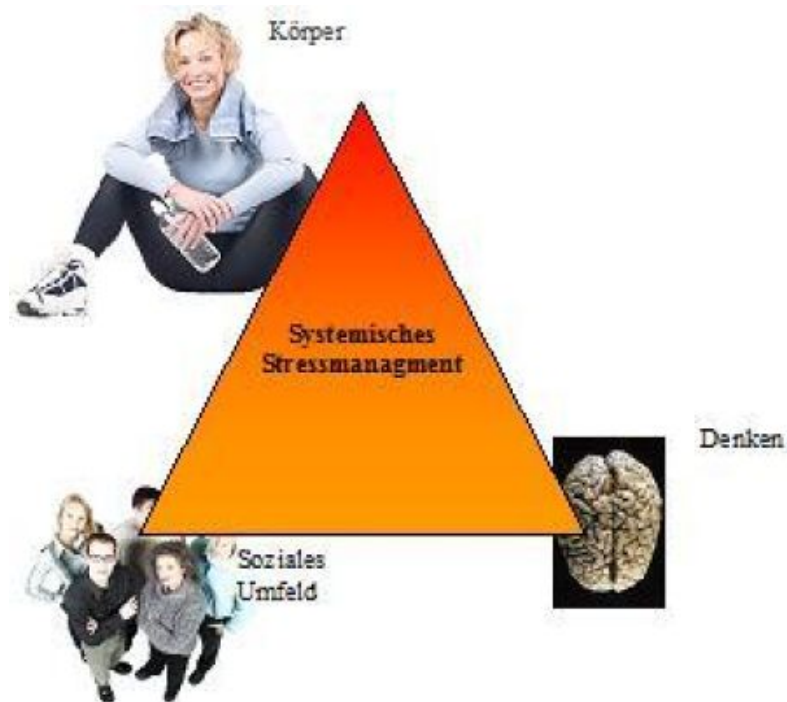 Körper
Systemisches
Stressmanagment
Denken
Soziales
Umfeld